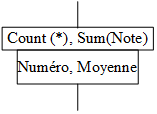 Count (*), Sum(Note)
Numéro, Moyenne